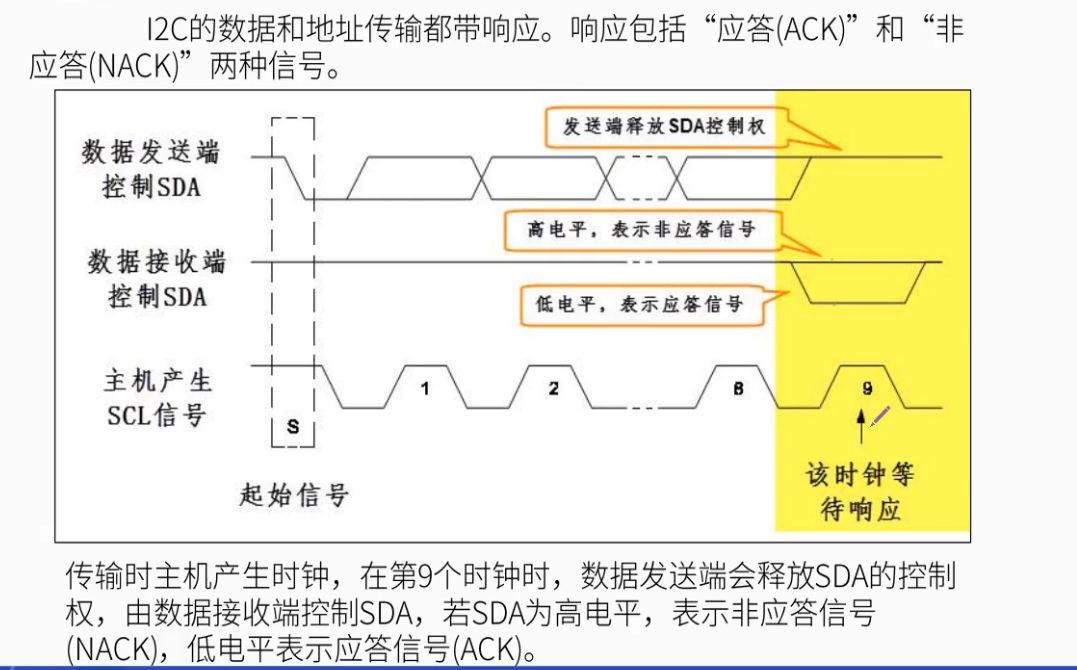 I2C的数据和地址传输都带响应。响应包括“应答(ACK)”和“非
应答(NACK)”两种信号。
发送端释放SDA控制权
数据发送端
控制SDA
高电平，表示非应答信号
数据接收端
控制SDA
低电平，表示应答信号
主机产生
SCL信号
1
2
8
9
S
起始信号
该时钟等
待响应
传输时主机产生时钟，在第9个时钟时，数据发送端会释放SDA的控制
权，由数据接收端控制SDA，若SDA为高电平，表示非应答信号
(NACK)，低电平表示应答信号(ACK)。